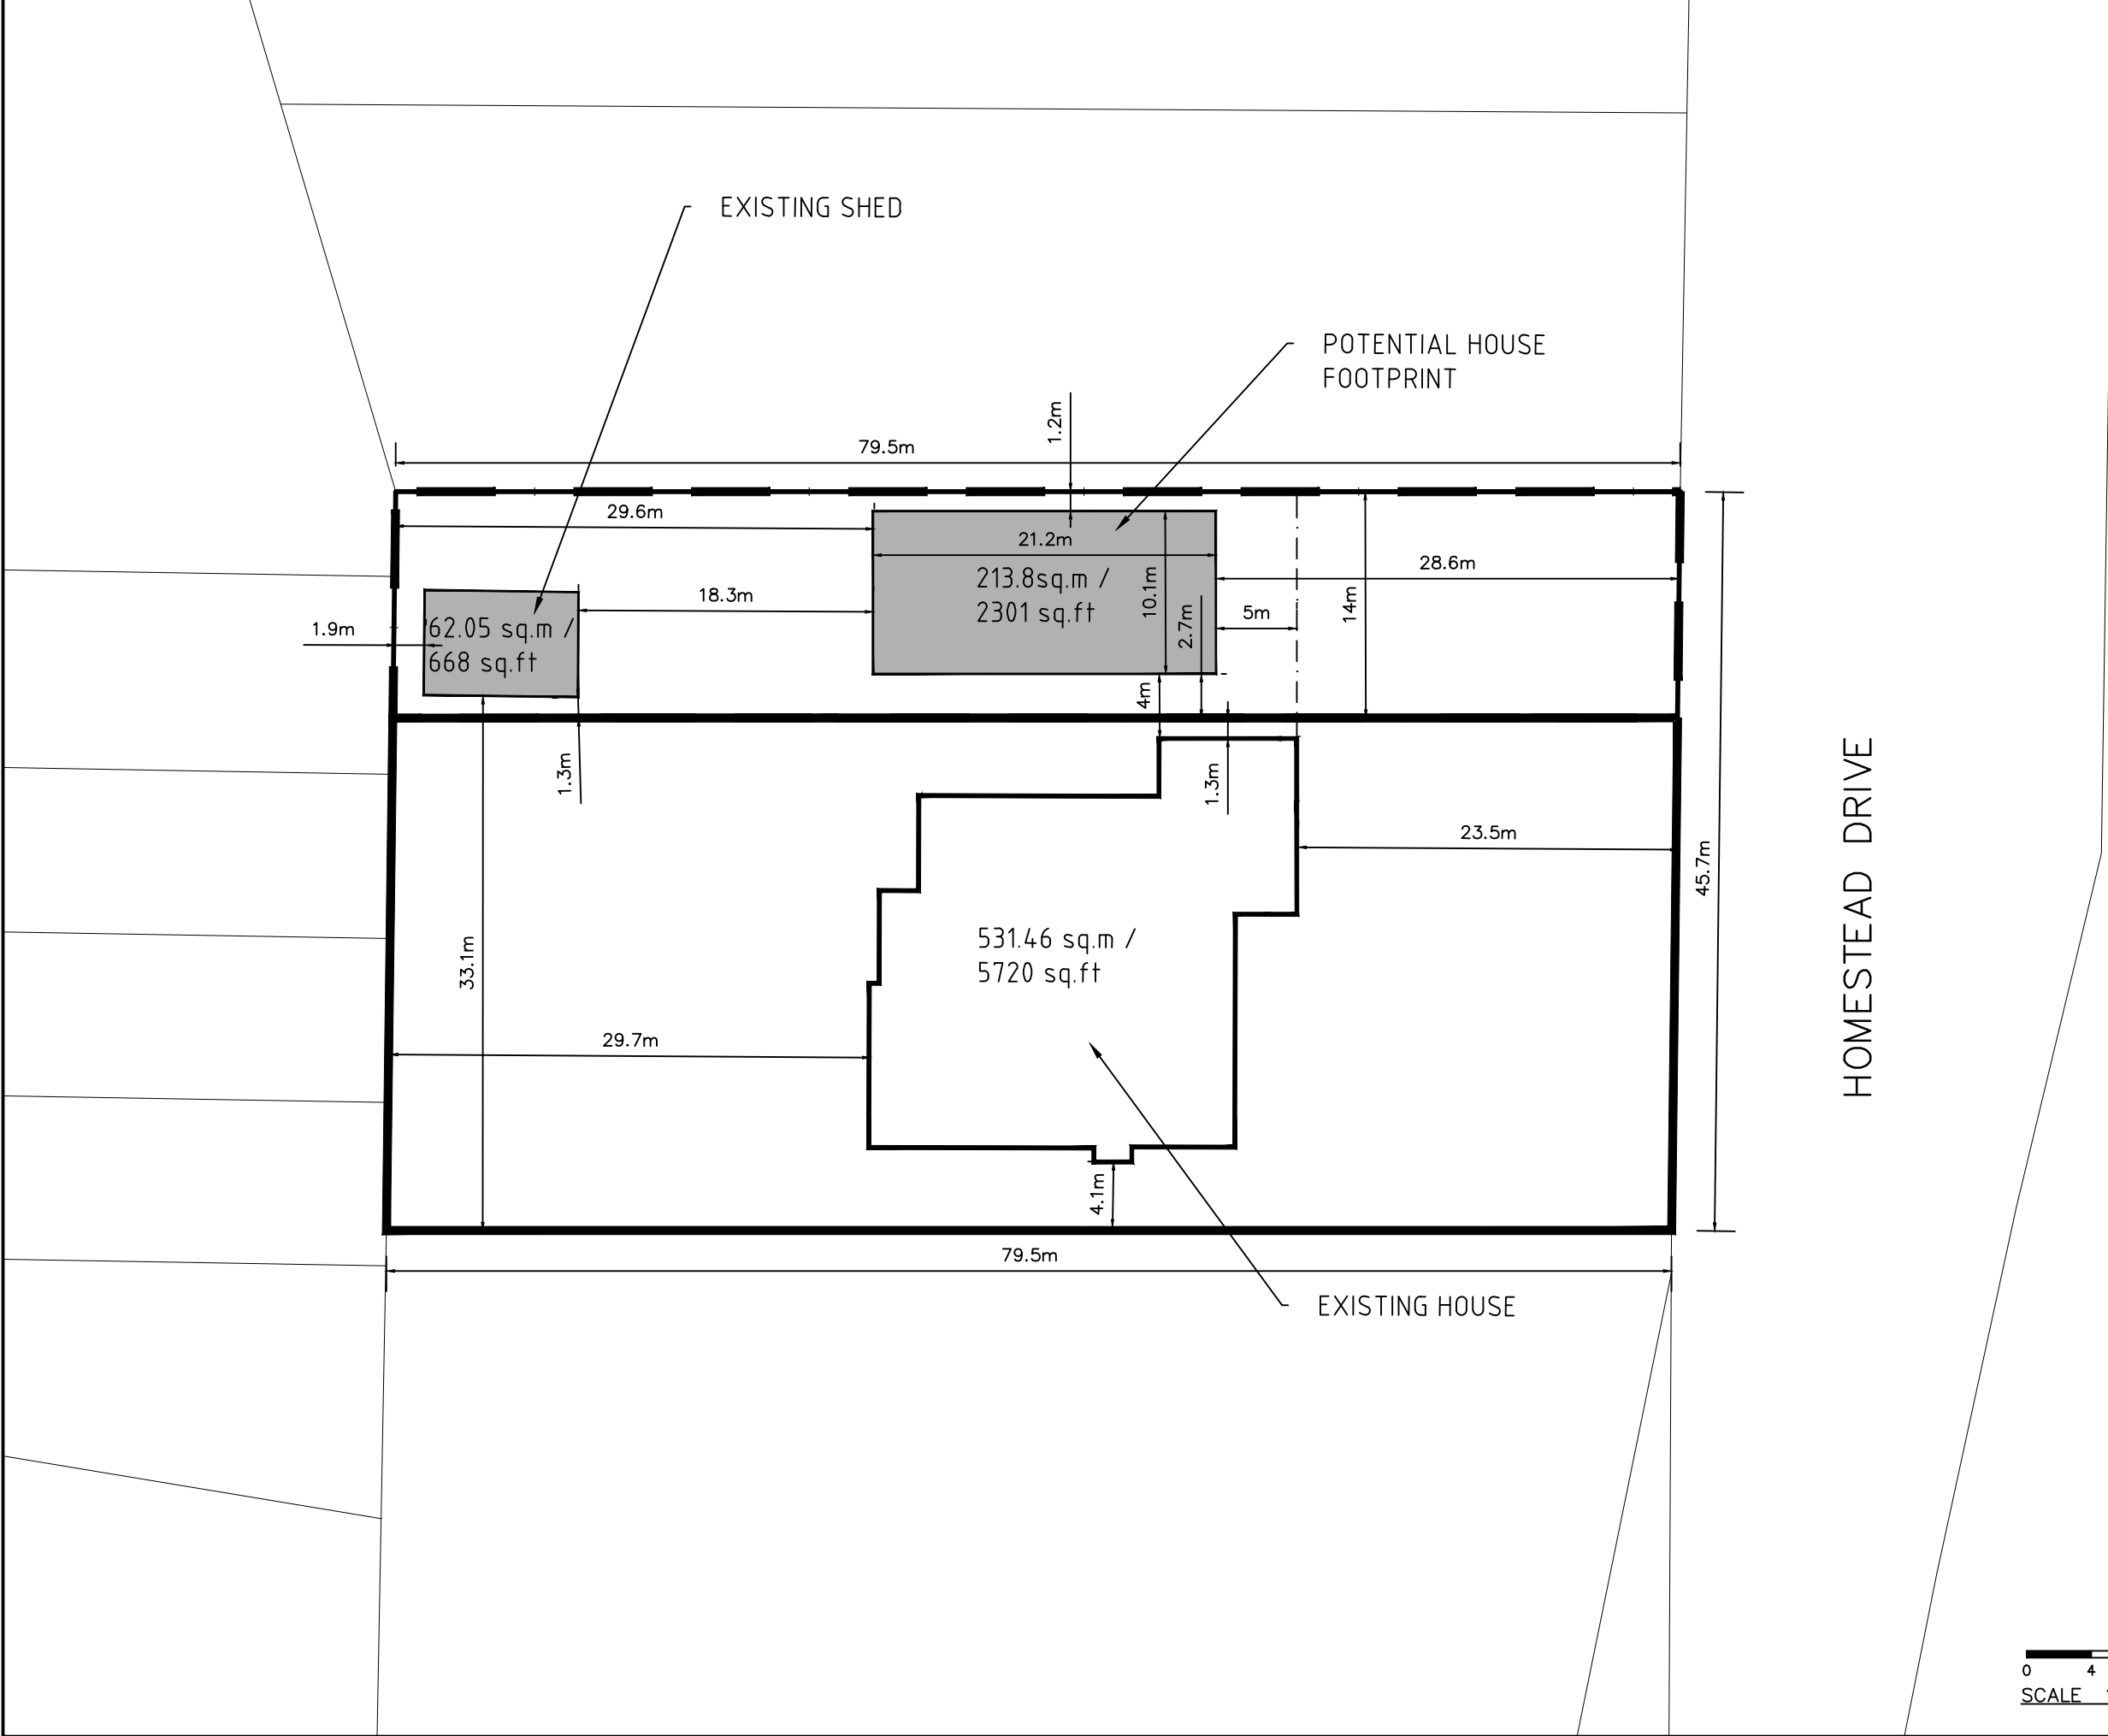 EXISTING SHED
POTENTIAL HOUSE
FOOTPRINT
1.2m
79.5m
29.6m
21.2m
213.8sq.m /
2301 sq.ft
10.1m
28.6m
18.3m
5m
14m
1.9m
62.05 sq.m /
668 sq.ft
2.7m
4m
1.3m
1.3m
23.5m
45.7m
HOMESTEAD DRIVE
531.46 sq.m /
5720 sq.ft
33.1m
29.7m
4.1m
79.5m
EXISTING HOUSE
0 4
SCALE